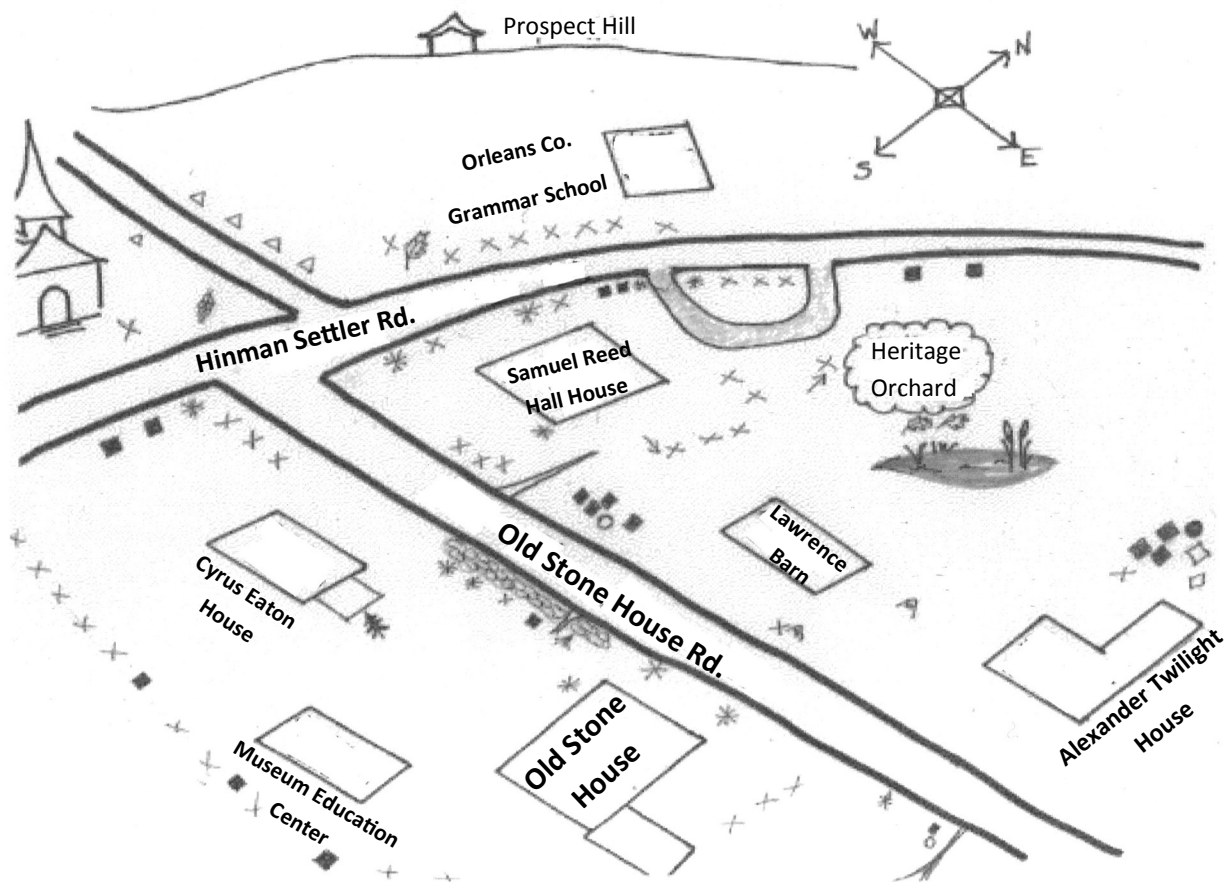 Prospect Hill
W
N
S
E
Orleans Co.
Grammar School
Hinman Settler Rd.
Samuel Reed
Hall House
Heritage
Orchard
Old Stone House Rd.
Lawrence
Barn
Cyrus Eaton
House
Alexander Twilight
House
Old Stone
House
Museum Education
Center